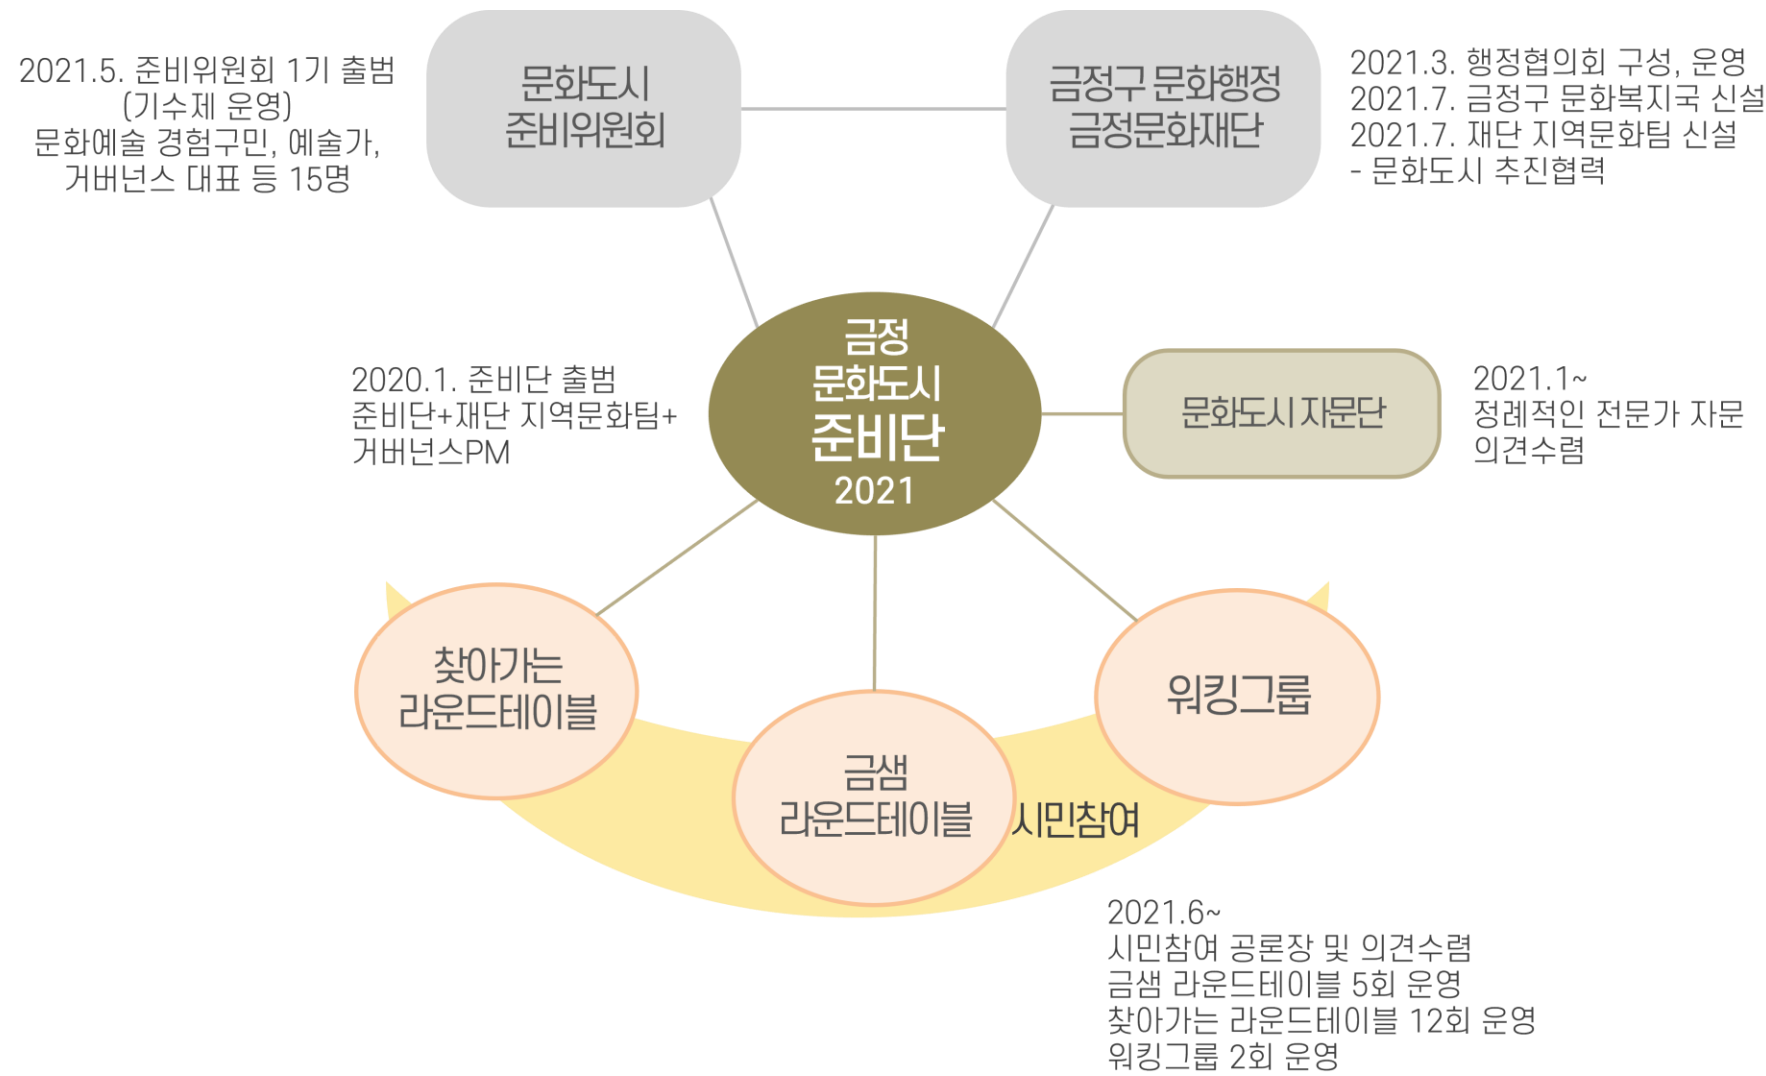 2021.5. 준비위원회 1기 출범
(기수제 운영)
문화예술 경험구민, 예술가,
거버넌스 대표 등 15명
문화도시
준비위원회
금정구 문화행정
금정문화재단
2021.3. 행정협의회 구성, 운영
2021.7. 금정구 문화복지국 신설
2021.7. 재단 지역문화팀 신설
- 문화도시 추진협력
2020.1. 준비단 출범
준비단+재단 지역문화팀+
거버넌스PM
금정
문화도시
준비단
2021
문화도시 자문단
2021.1~
정례적인 전문가 자문
의견수렴
찾아가는
라운드테이블
금샘
라운드테이블
워킹그룹
시민참여
2021.6~
시민참여 공론장 및 의견수렴
금샘 라운드테이블 5회 운영
찾아가는 라운드테이블 12회 운영
워킹그룹 2회 운영